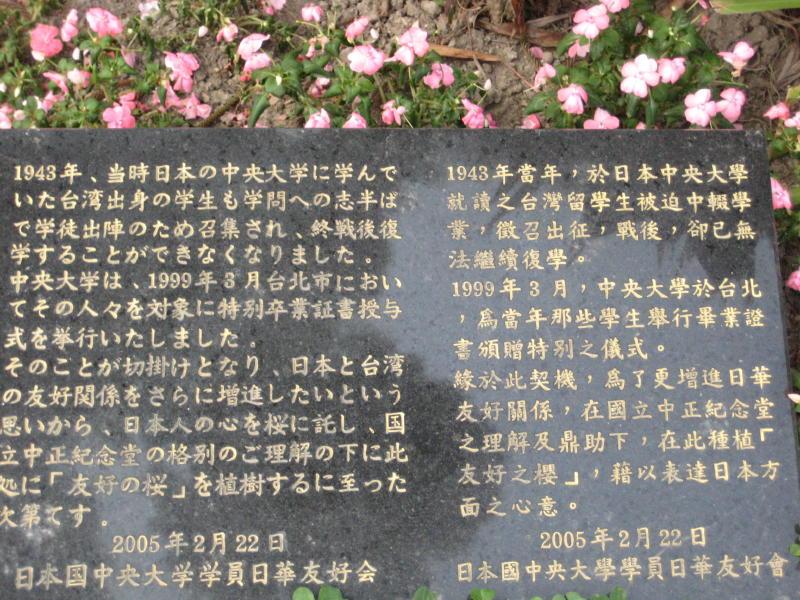 1943年、当時日本の中央大学に学んで
いた台湾出身の学生も学問への志半ば
で学徒出陣のため召集され、終戦後復
学することができなくなりました。
中央大学は、1999年3月台北市におい
てその人々を対象に特別卒業証書授与
式を挙行いたしました。
そのことが切掛けとなり、日本と台湾
の友好関係をさらに増進したいという
思いから、日本人の心を桜に託し、国
立中正紀念堂の格別のご理解の下に此
処に「友好の桜」を植樹するに至った
次第てす。
2005年2月22日
日本国中央大学学員日華友好会
1943年當年，於日本中央大學
就讀之台灣留學生被迫中輟學
業，徵召出征，戰後，卻已無
法繼續復學。
1999年3月，中央大學於台北
，為當年那些學生舉行畢業證
書頒贈特別之儀式。
緣於此契機，為了更增進日華
友好關係，在國立中正紀念堂
之理解及鼎助下，在此種植「
友好之櫻」，藉以表達日本方
面之心意。
2005年2月22日
日本國中央大學學員日華友好會